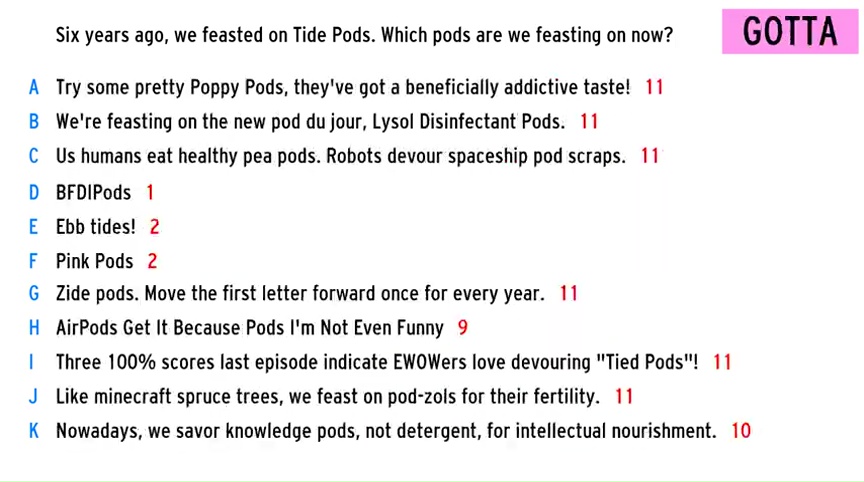 Six years ago, we feasted on Tide Pods. Which pods are we feasting on now?
GOTTA
A Try some pretty Poppy Pods, they've got a beneficially addictive taste! 11
B We're feasting on the new pod du jour, Lysol Disinfectant Pods. 11
C Us humans eat healthy pea pods. Robots devour spaceship pod scraps. 11
D BFDIPods 1
E Ebb tides! 2
F Pink Pods 2
G Zide pods. Move the first letter forward once for every year. 11
H AirPods Get It Because Pods I'm Not Even Funny 9
I Three 100% scores last episode indicate EWOWers love devouring "Tied Pods"! 11
J Like minecraft spruce trees, we feast on pod-zols for their fertility. 11
K Nowadays, we savor knowledge pods, not detergent, for intellectual nourishment. 10